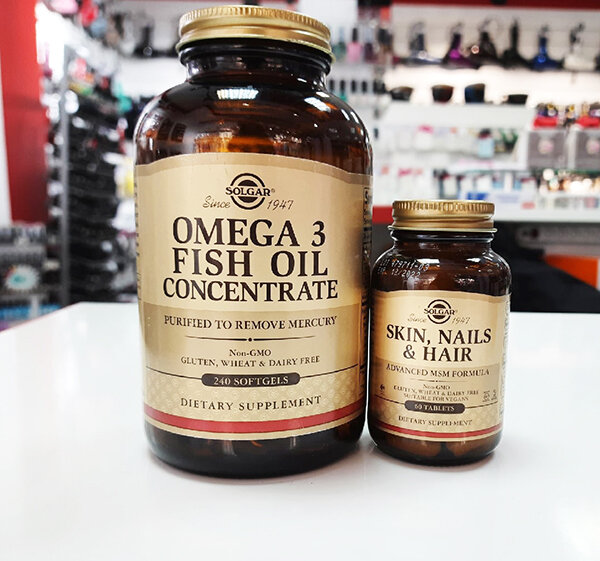 SOLGAR®
Since 1947
OMEGA 3
FISH OIL
CONCENTRATE
PURIFIED TO REMOVE MERCURY
Non-GMO
GLUTEN, WHEAT & DAIRY FREE
240 SOFTGELS
DIETARY SUPPLEMENT
SOLGAR®
Since 1947
SKIN, NAILS
& HAIR
ADVANCED MSM FORMULA
Non-GMO
GLUTEN, WHEAT & DAIRY FREE
SUITABLE FOR VEGANS
60 TABLETS
DIETARY SUPPLEMENT